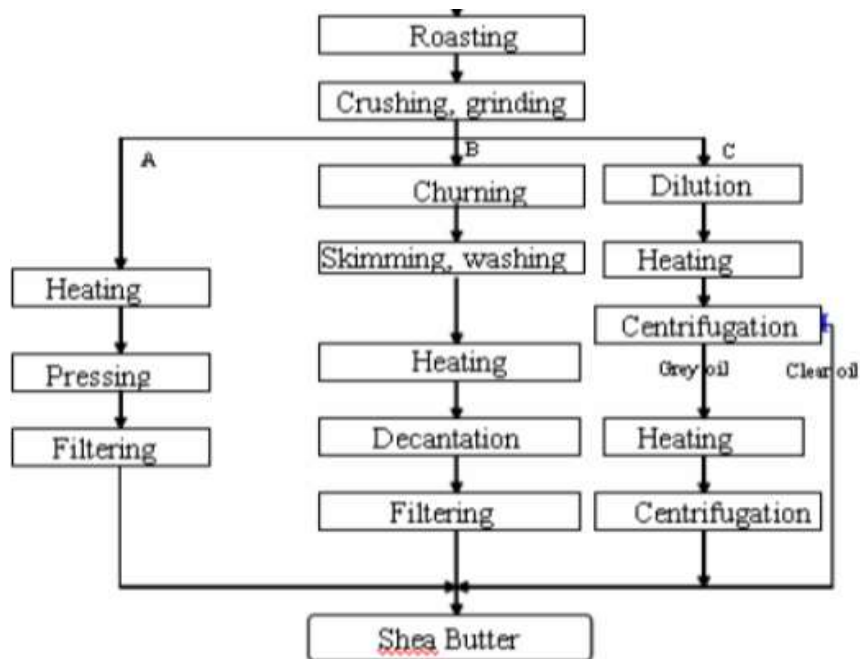 Roasting
Crushing, grinding
A
B
C
Churning
Dilution
Skimming, washing
Heating
Heating
Centrifugation
Grey oil
Clear oil
Heating
Pressing
Decantation
Heating
Filtering
Filtering
Centrifugation
Shea Butter